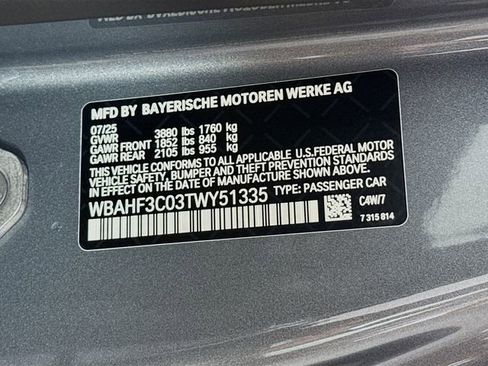 MFD BY BAYERISCHE MOTOREN WERKE AG
07/25 3880 lbs 1760 kg
GVWR
GAWR FRONT 1852 lbs 840 kg
GAWR REAR 2105 lbs 955 kg
THIS VEHICLE CONFORMS TO ALL APPLICABLE U.S.FEDERAL MOTOR
VEHICLE SAFETY, BUMPER AND THEFT PREVENTION STANDARDS
IN EFFECT ON THE DATE OF MANUFACTURE SHOWN ABOVE.
WBAHF3C03TWY51335 TYPE: PASSENGER CAR
C4W/7
7 315 814